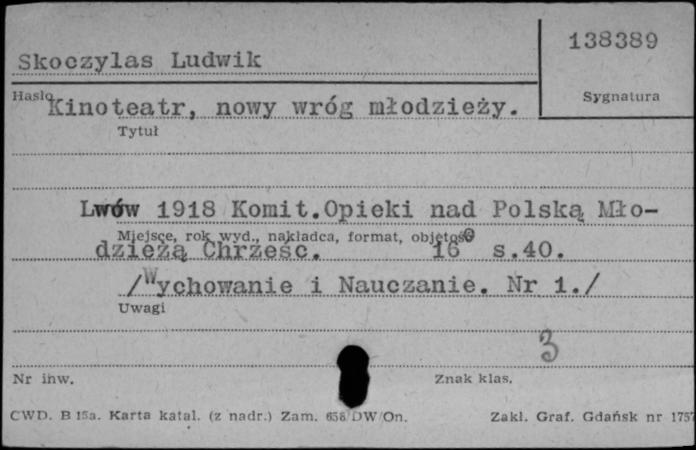 138389
Skoczylas Ludwik
Hasło
Sygnatura
Kinoteatr, nowy wróg młodzieży.
Tytuł
Lwów 1918 Komit.Opieki nad Polską Mło-
Miejsce, rok wyd., nakładca, format, objętość
dzieżą Chrześc. 16° s.40.
/Wychowanie i Nauczanie. Nr 1./
Uwagi
3
Nr inw.
Znak klas.
CWD. B 15a. Karta katal. (z nadr.) Zam. 658/DW/On.
Zakł. Graf. Gdańsk nr 1757